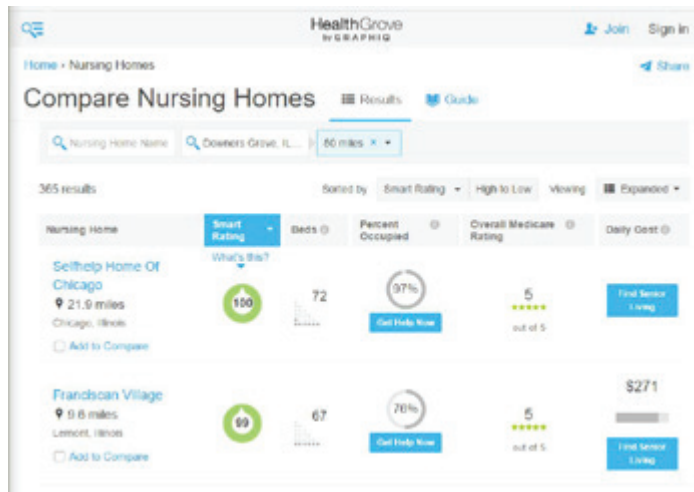 HealthGrove
BY GRAPHIQ
Join Sign in
Home › Nursing Homes
Share
Compare Nursing Homes
Results
Guide
Nursing Home Name
Downers Grove, IL...
miles ×
365 results
Sorted by Smart Rating High to Low Viewing Expanded
Nursing Home
Smart Rating
Beds
Percent Occupied
Overall Medicare Rating
Daily Cost
What's this?
Selfhelp Home Of Chicago
21.9 miles
Chicago, Illinois
Add to Compare
100
72
97%
Get Help Now
5
out of 5
Find Senior Living
Franciscan Village
9.6 miles
Lemont, Illinois
Add to Compare
99
67
76%
Get Help Now
5
out of 5
$271
Find Senior Living